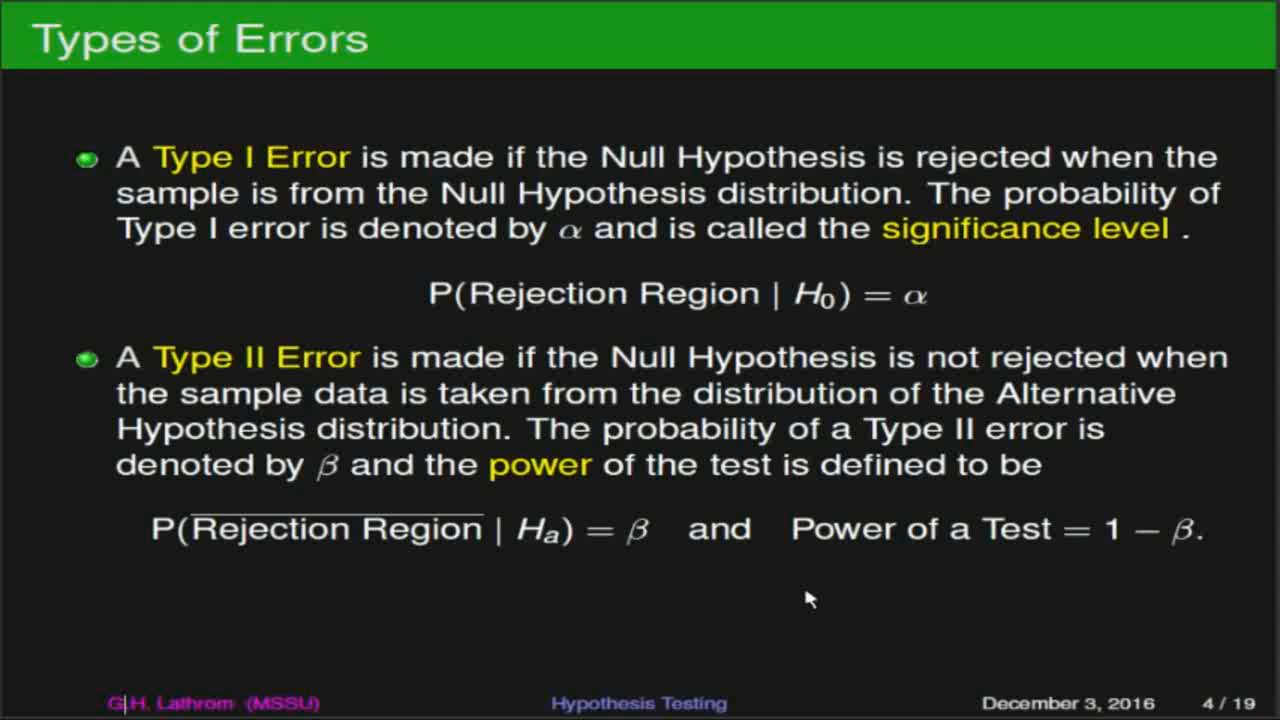 Types of Errors
A Type I Error is made if the Null Hypothesis is rejected when the
sample is from the Null Hypothesis distribution. The probability of
Type I error is denoted by α and is called the significance level .
P(Rejection Region | H₀) = α
A Type II Error is made if the Null Hypothesis is not rejected when
the sample data is taken from the distribution of the Alternative
Hypothesis distribution. The probability of a Type II error is
denoted by β and the power of the test is defined to be
P(R̅e̅j̅e̅c̅t̅i̅o̅n̅ ̅R̅e̅g̅i̅o̅n̅ | Hₐ) = β and Power of a Test = 1 − β.
G.H. Lathrom (MSSU) Hypothesis Testing December 3, 2016 4 / 19